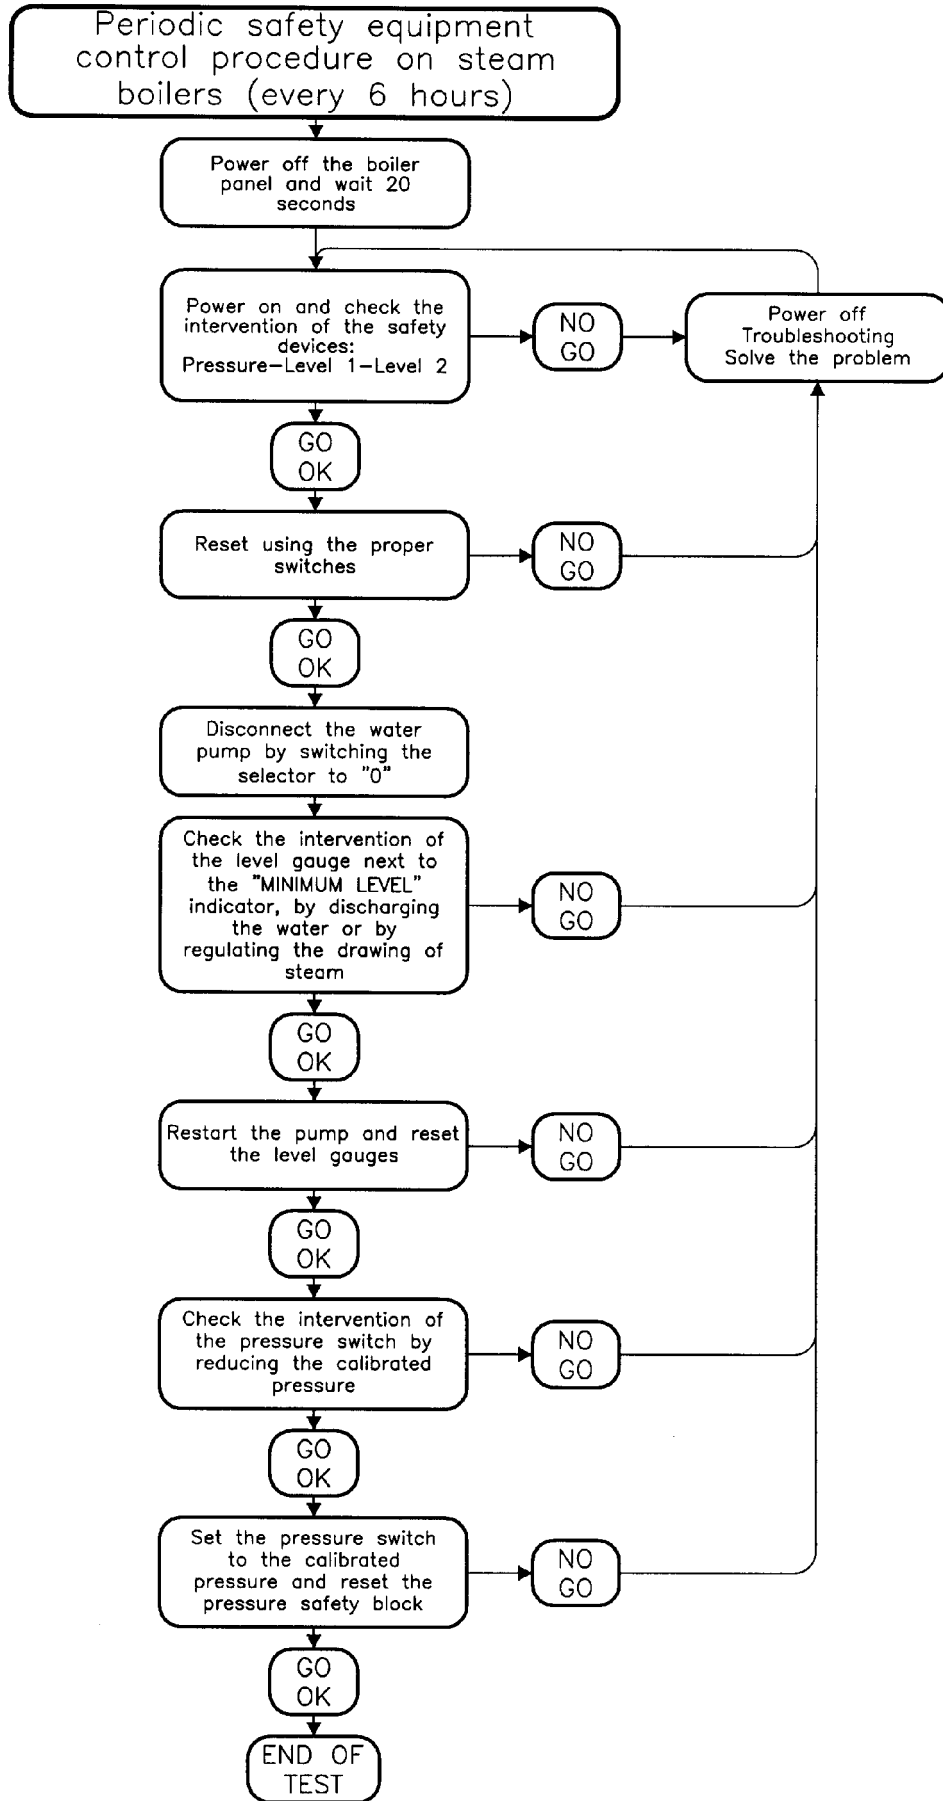 Periodic safety equipment
control procedure on steam
boilers (every 6 hours)
Power off the boiler
panel and wait 20
seconds
Power on and check the
intervention of the safety
devices:
Pressure-Level 1-Level 2
NO
GO
Power off
Troubleshooting
Solve the problem
GO
OK
Reset using the proper
switches
NO
GO
GO
OK
Disconnect the water
pump by switching the
selector to "0"
Check the intervention of
the level gauge next to
the "MINIMUM LEVEL"
indicator, by discharging
the water or by
regulating the drawing of
steam
NO
GO
GO
OK
Restart the pump and reset
the level gauges
NO
GO
GO
OK
Check the intervention of
the pressure switch by
reducing the calibrated
pressure
NO
GO
GO
OK
Set the pressure switch
to the calibrated
pressure and reset the
pressure safety block
NO
GO
GO
OK
END OF
TEST